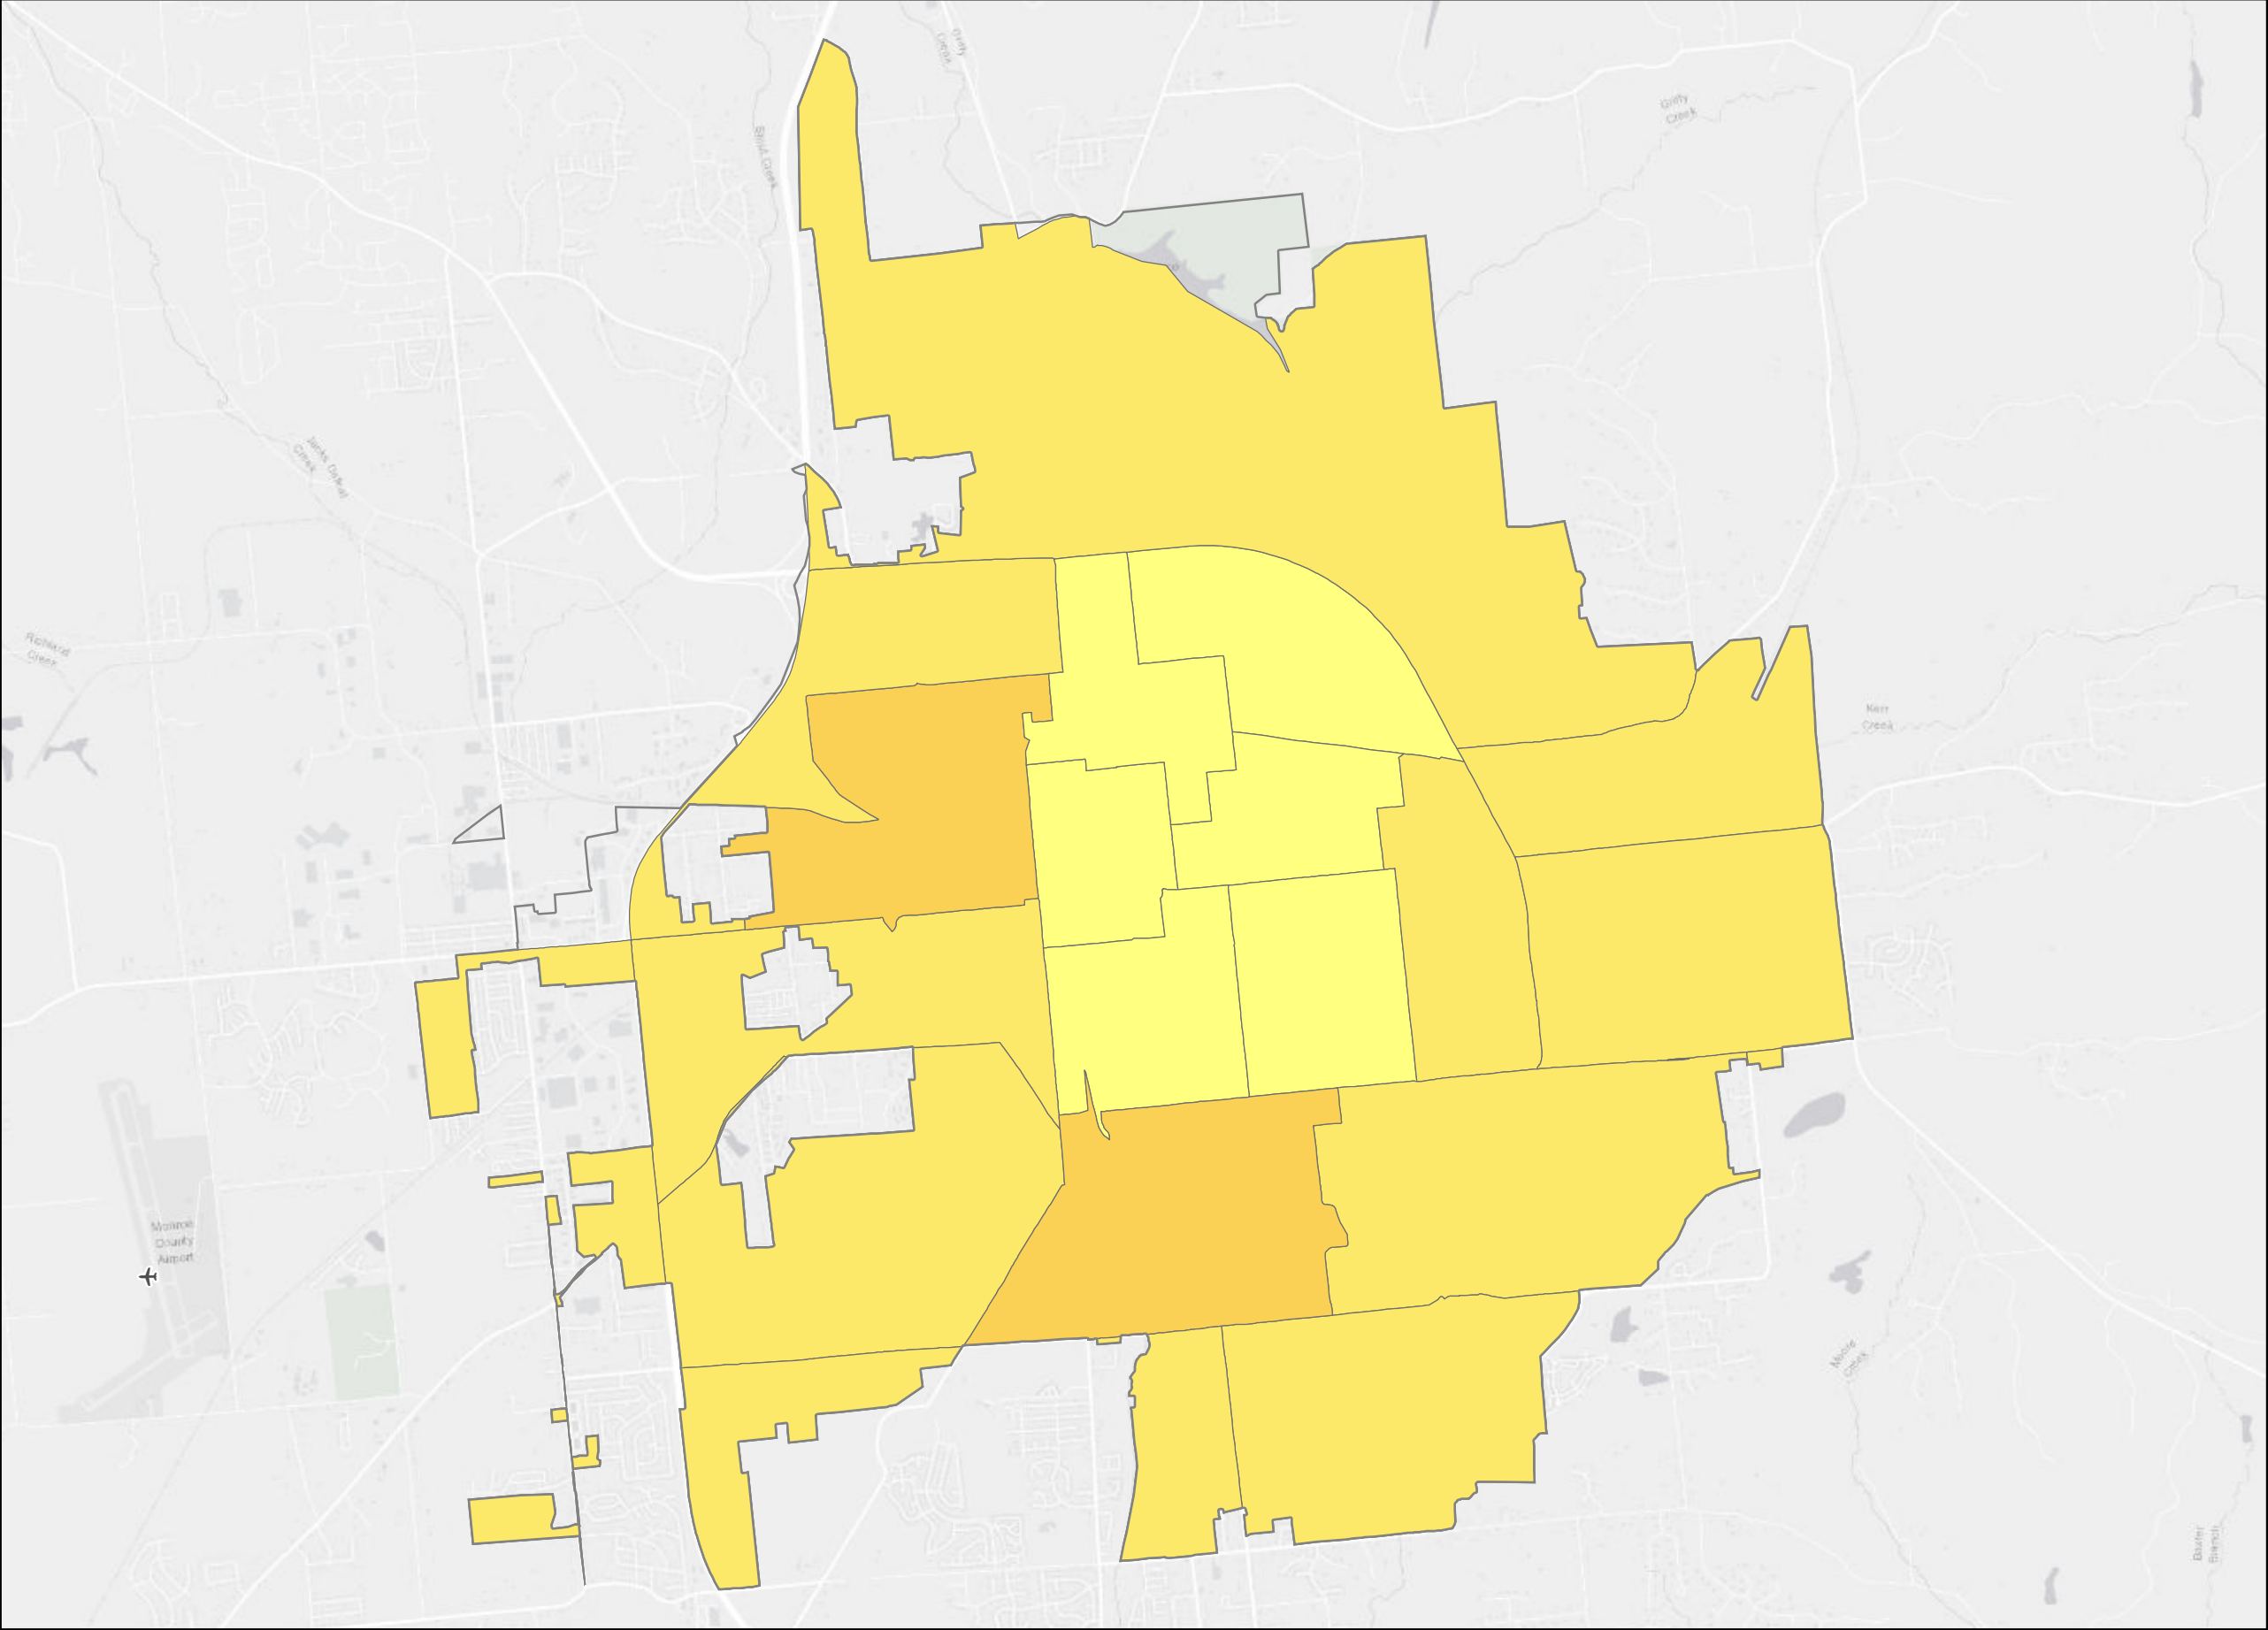 Griffy
Creek
Stout Creek
Griffy
Creek
Jacks Defeat
Creek
Richland
Creek
Kerr
Creek
Monroe
County
Airport
Moore
Creek
Baxter
Branch